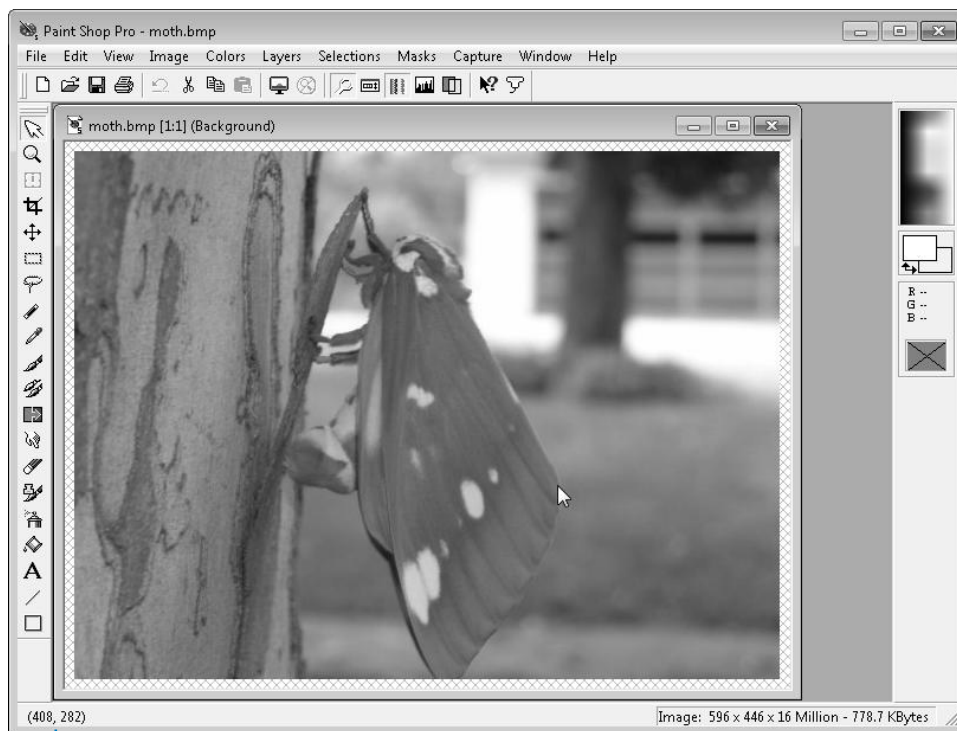 Paint Shop Pro - moth.bmp
File Edit View Image Colors Layers Selections Masks Capture Window Help
moth.bmp [1:1] (Background)
A
R --
G --
B --
(408, 282)
Image: 596 x 446 x 16 Million - 778.7 KBytes